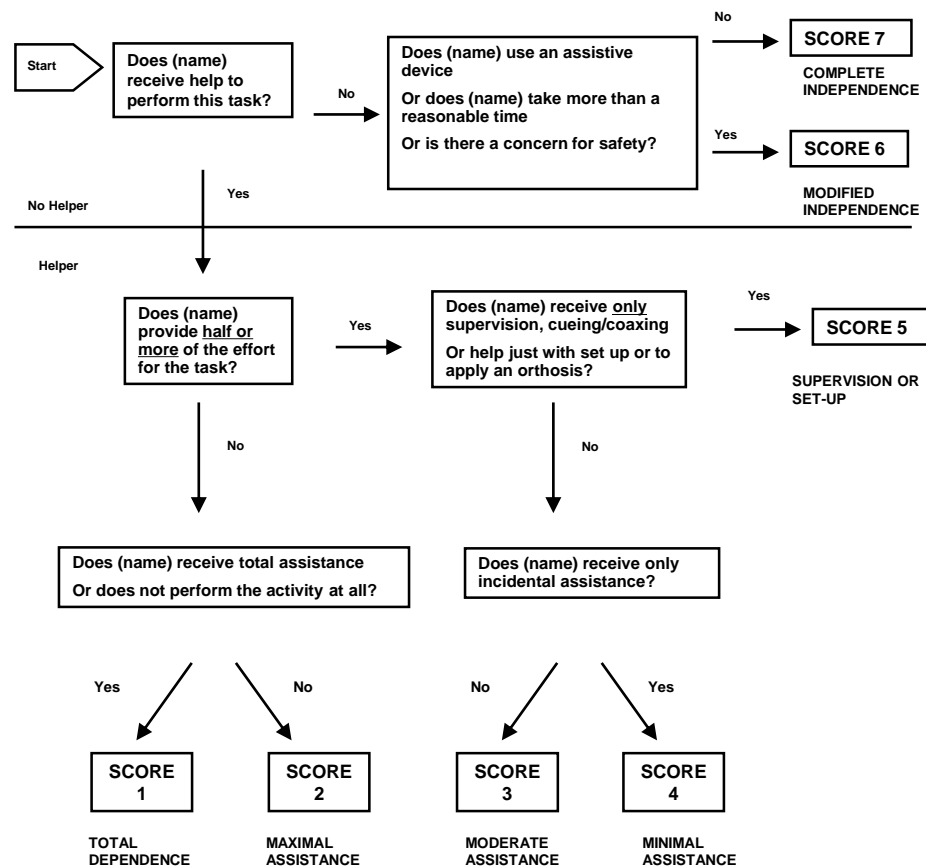 Start
Does (name)
receive help to
perform this task?
No
Does (name) use an assistive
device
Or does (name) take more than a
reasonable time
Or is there a concern for safety?
No
SCORE 7
COMPLETE
INDEPENDENCE
Yes
SCORE 6
MODIFIED
INDEPENDENCE
Yes
No Helper
Helper
Does (name)
provide half or
more of the effort
for the task?
Yes
Does (name) receive only
supervision, cueing/coaxing
Or help just with set up or to
apply an orthosis?
Yes
SCORE 5
SUPERVISION OR
SET-UP
No
No
Does (name) receive total assistance
Or does not perform the activity at all?
Does (name) receive only
incidental assistance?
Yes
No
No
Yes
SCORE
1
SCORE
2
SCORE
3
SCORE
4
TOTAL
DEPENDENCE
MAXIMAL
ASSISTANCE
MODERATE
ASSISTANCE
MINIMAL
ASSISTANCE